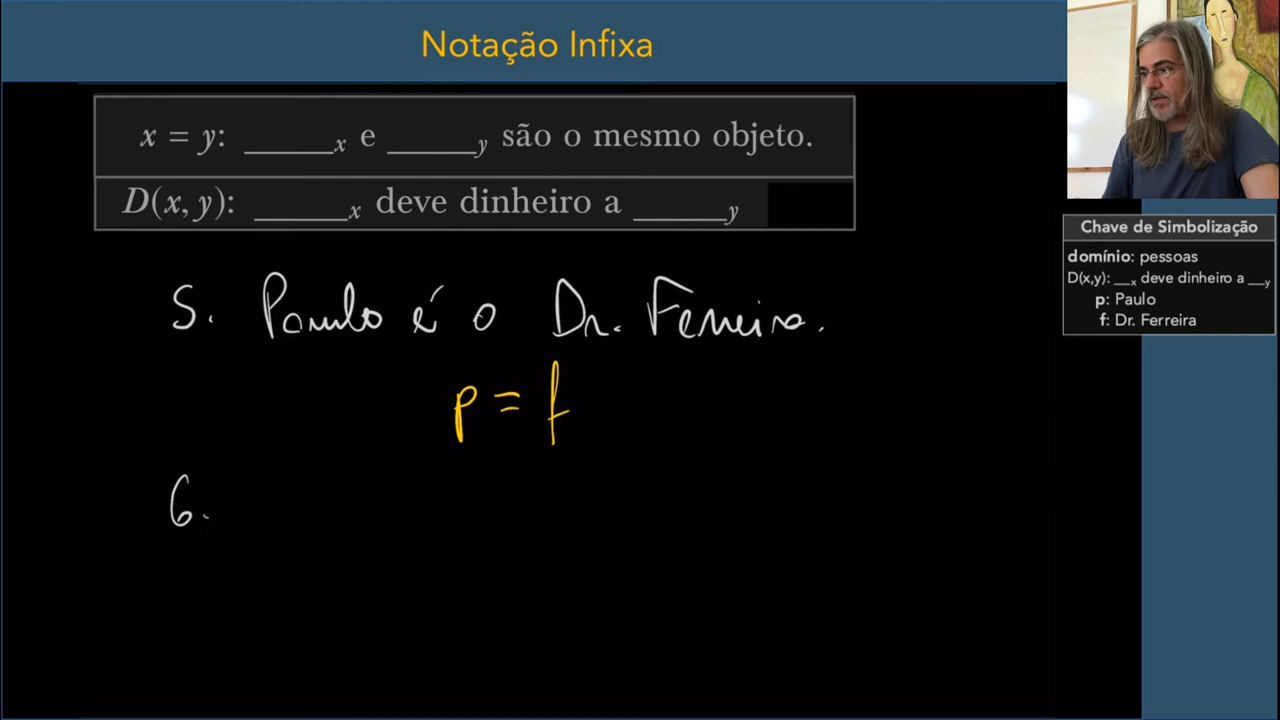 Notação Infixa
x = y: ______x e ______y são o mesmo objeto.
D(x, y): ______x deve dinheiro a ______y
5. Paulo é o Dr. Ferreira.
p = f
6.
Chave de Simbolização
domínio: pessoas
D(x,y): __x deve dinheiro a __y
p: Paulo
f: Dr. Ferreira